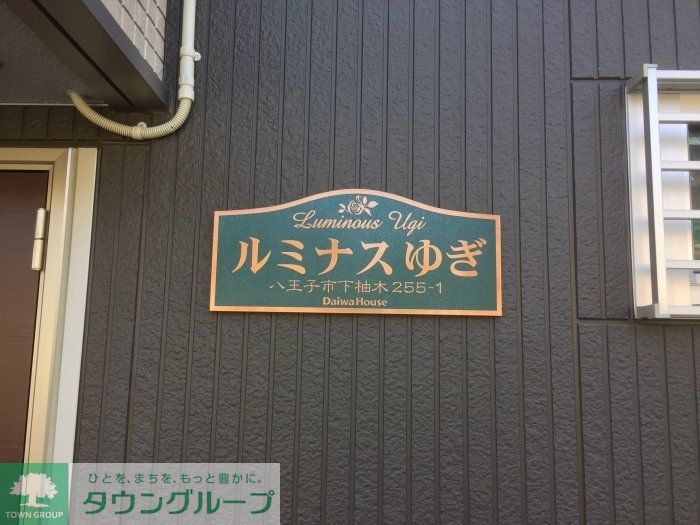 Luminous Ugi
ルミナスゆぎ
八王子市下柚木255-1
DaiwaHouse
ひとを、まちを、もっと豊かに。
タウングループ
TOWN GROUP